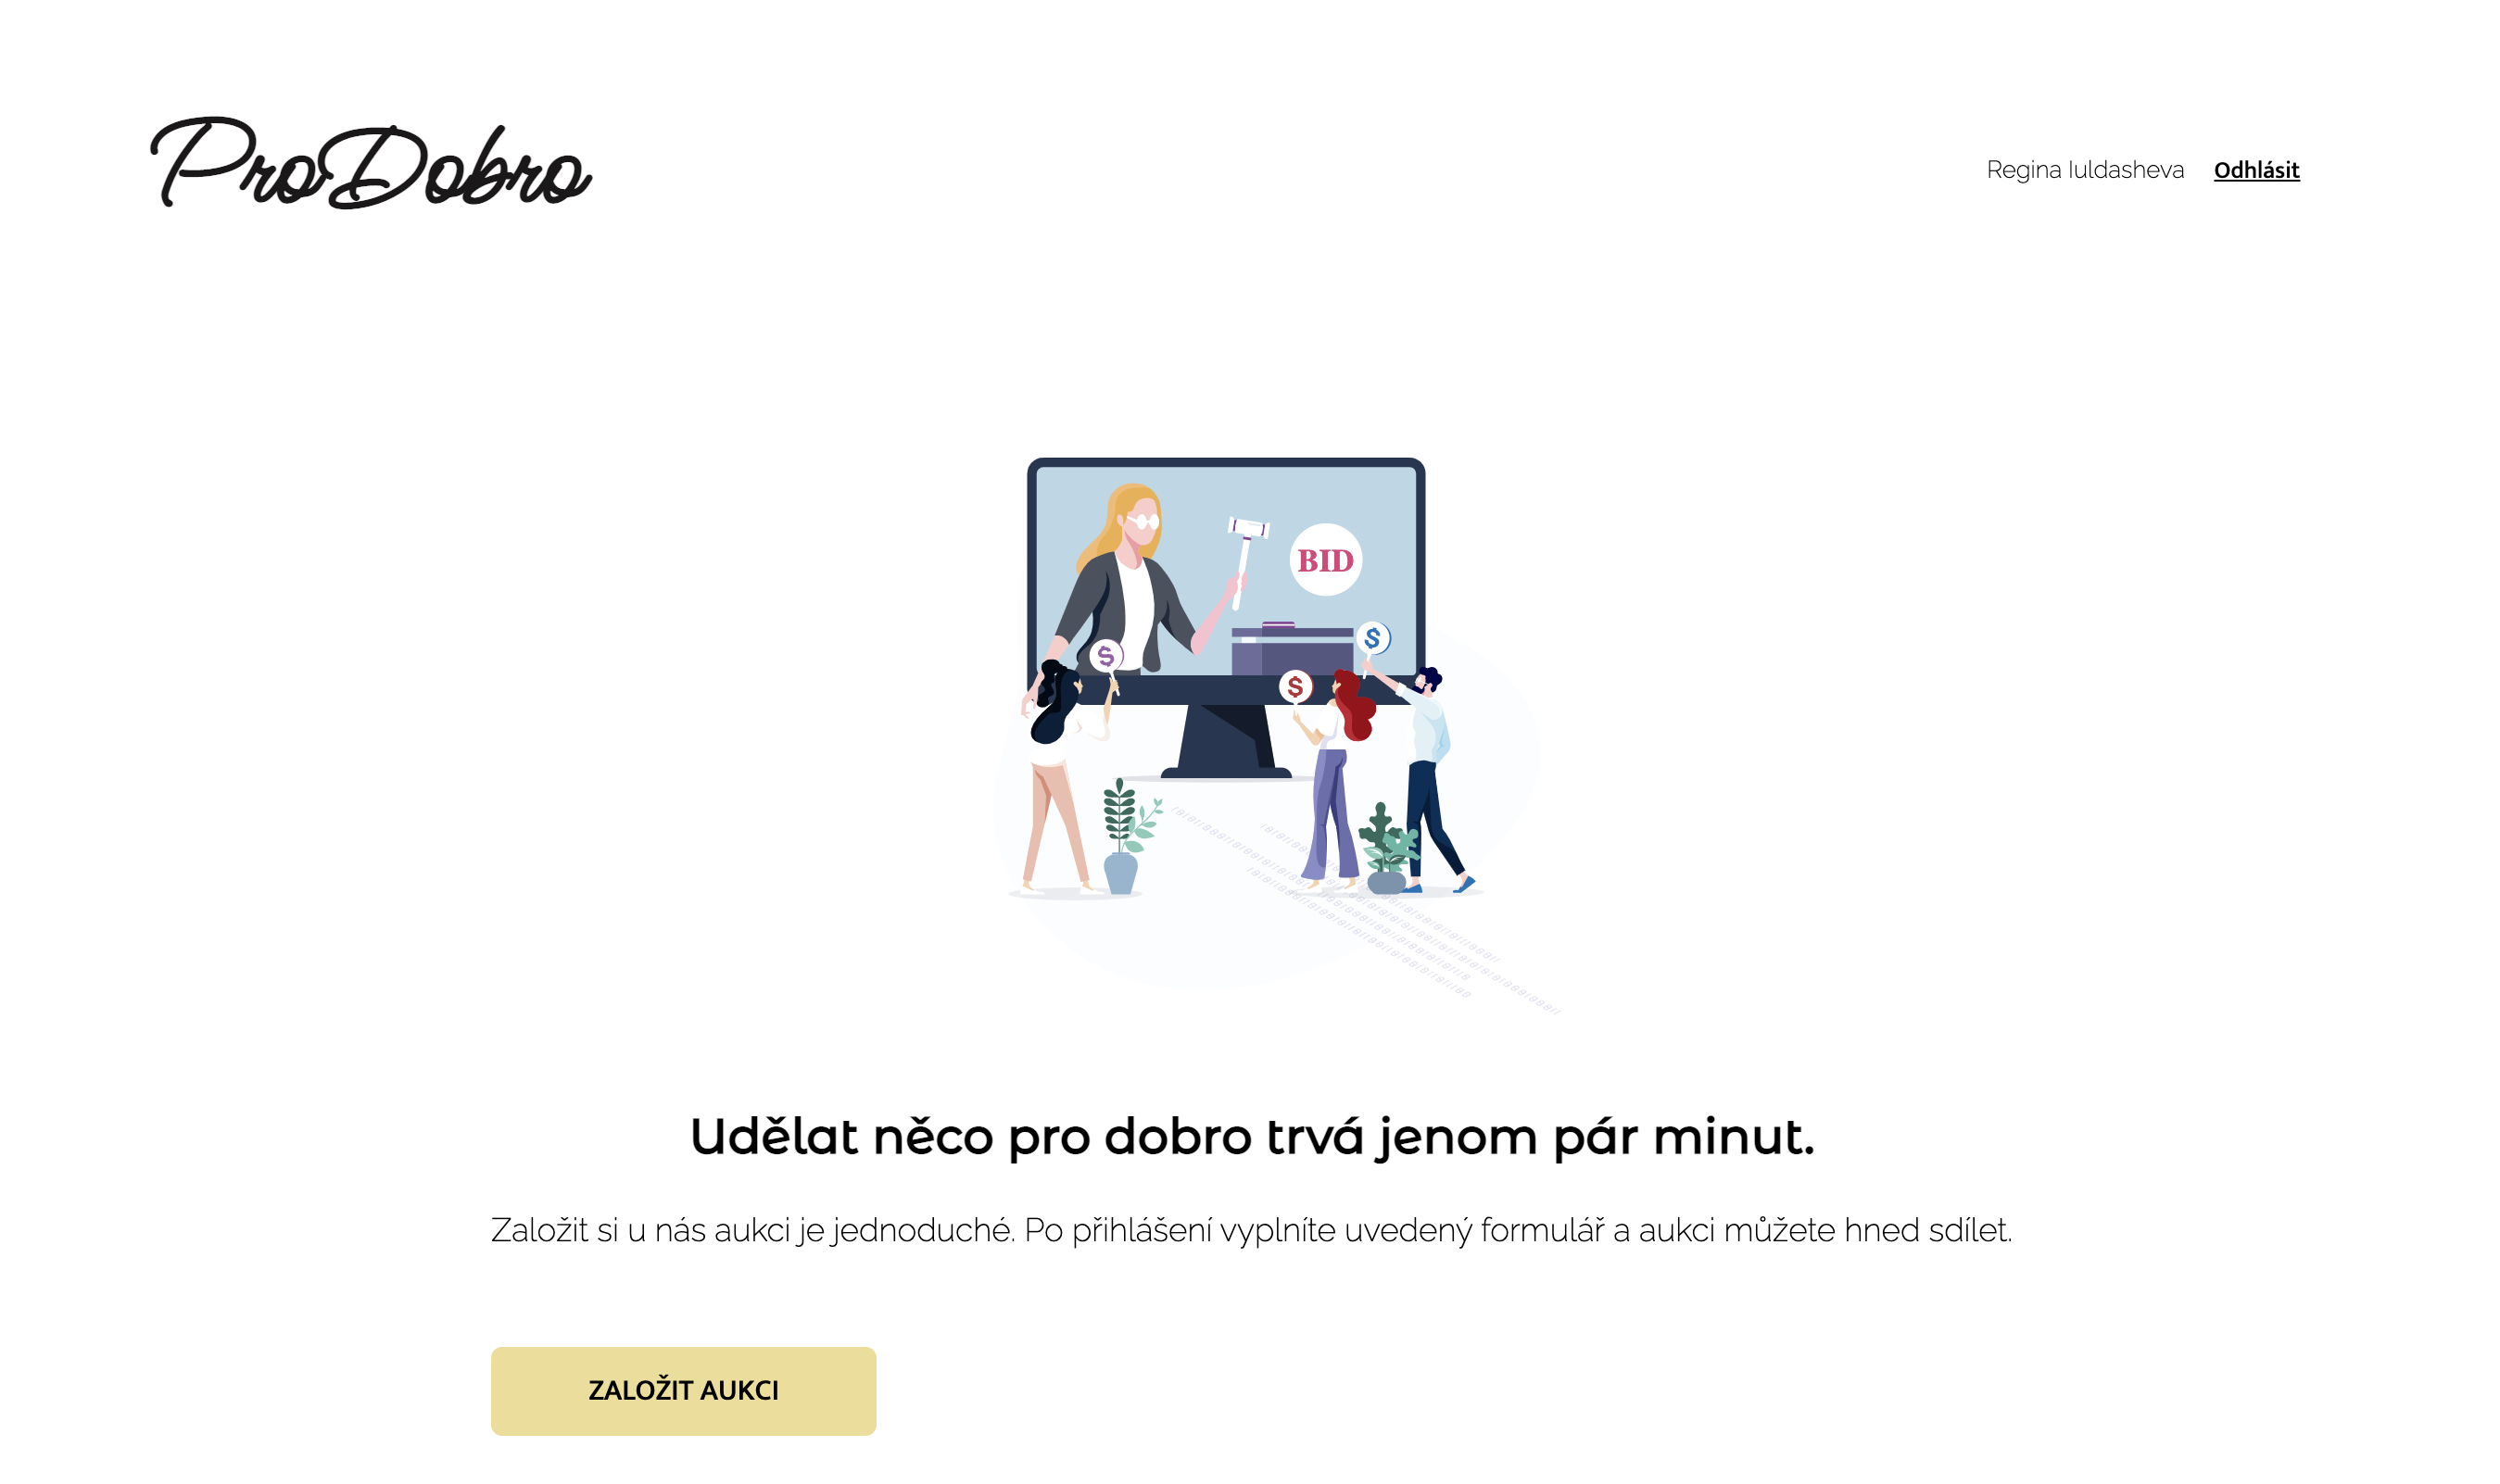 ProDobro
Regina Iuldasheva Odhlásit
BID
$
$
$
Udělat něco pro dobro trvá jenom pár minut.
Založit si u nás aukci je jednoduché. Po přihlášení vyplníte uvedený formulář a aukci můžete hned sdílet.
ZALOŽIT AUKCI